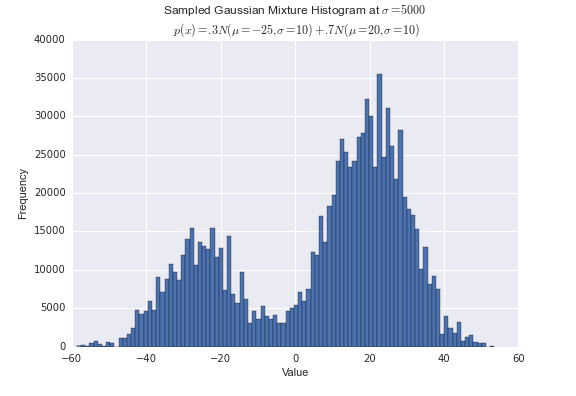 Sampled Gaussian Mixture Histogram at σ=5000
p(x)=.3N(μ=−25,σ=10)+.7N(μ=20,σ=10)
40000
35000
30000
25000
20000
15000
10000
5000
0
Frequency
−60 −40 −20 0 20 40 60
Value